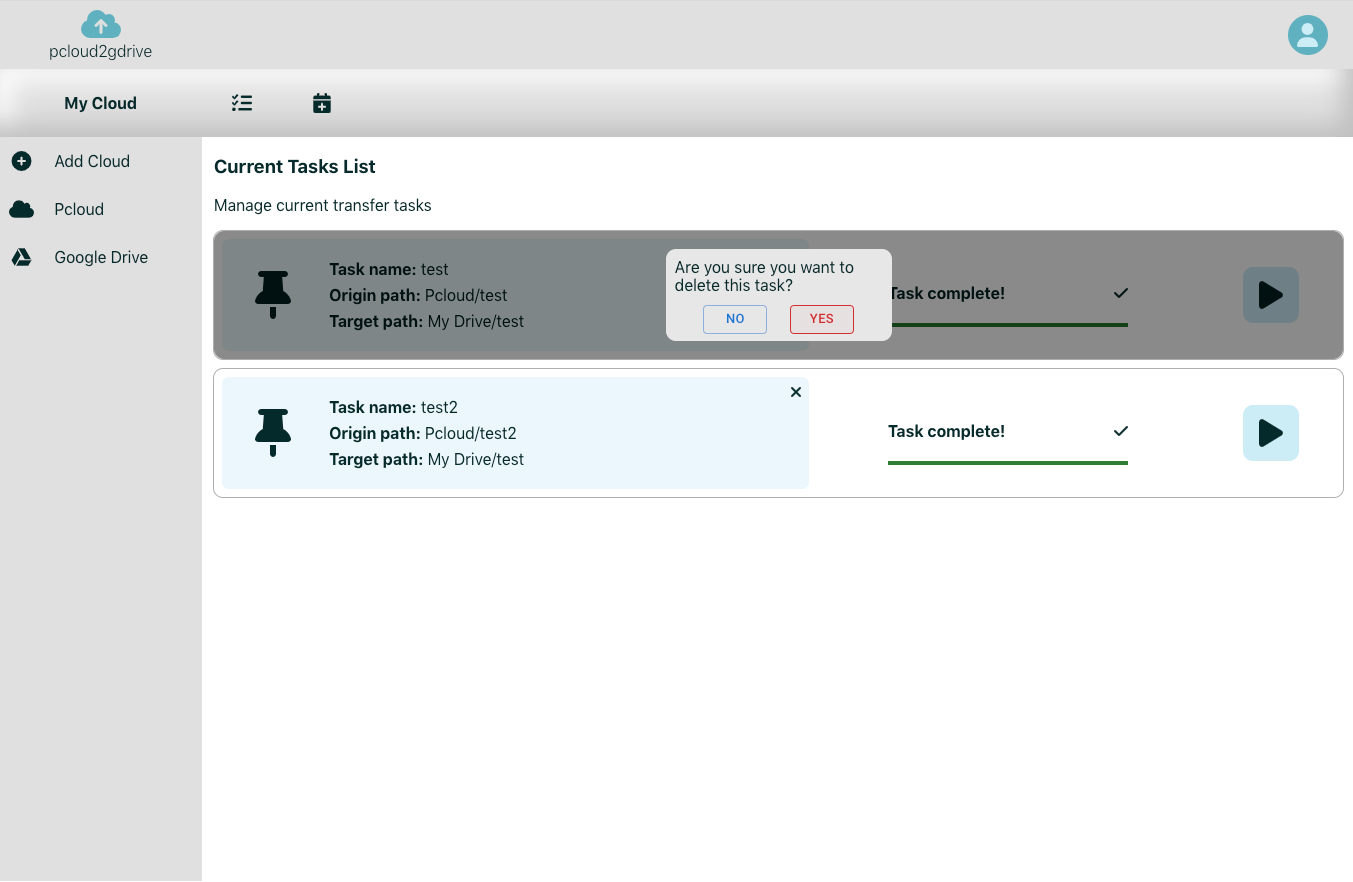 pcloud2gdrive
My Cloud
Add Cloud
Pcloud
Google Drive
Current Tasks List
Manage current transfer tasks
Task name: test
Origin path: Pcloud/test
Target path: My Drive/test
Are you sure you want to
delete this task?
NO YES
Task complete!
Task name: test2
Origin path: Pcloud/test2
Target path: My Drive/test
Task complete!